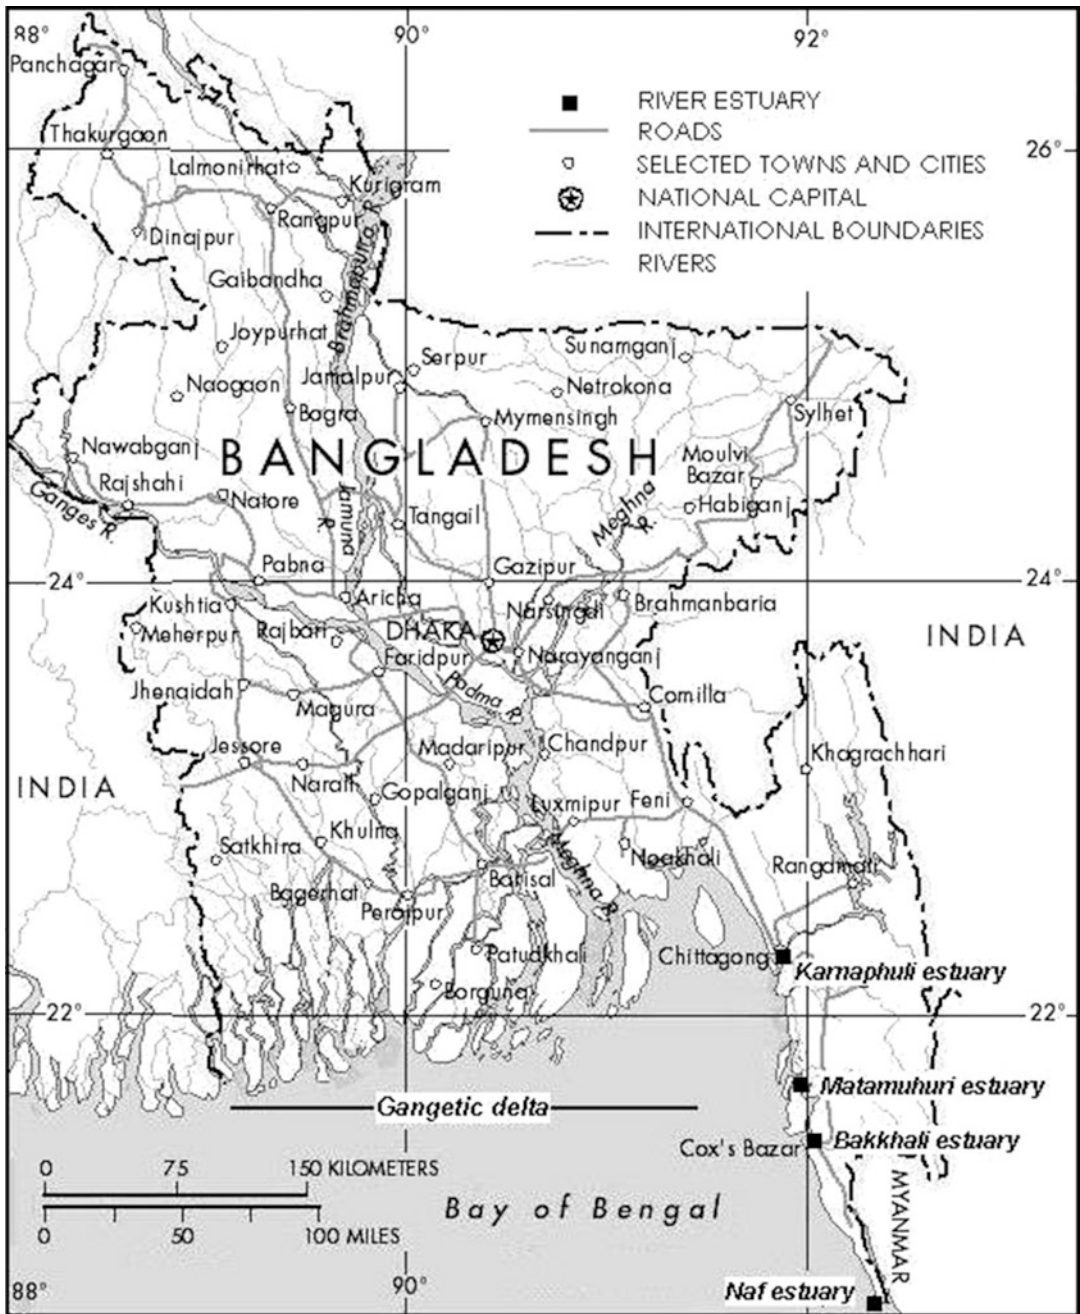 88°
90°
92°
Panchagar
RIVER ESTUARY
ROADS
Thakurgaon
26°
Lalmonirhat
SELECTED TOWNS AND CITIES
Kurigram
NATIONAL CAPITAL
Rangpur
Dinajpur
INTERNATIONAL BOUNDARIES
RIVERS
Gaibandha
Brahmaputra R.
Joypurhat
Serpur
Sunamganj
Jamalpur
Naogaon
Netrokona
Bogra
Mymensingh
Sylhet
Nawabganj
BANGLADESH
Moulvi
Bazar
Rajshahi
Ganges R.
Natore
Jamuna R.
Tangail
Meghna R.
Habiganj
Pabna
Gazipur
24°
24°
Kushtia
Aricha
Narsingdi
Brahmanbaria
Meherpur
Rajbari
DHAKA
INDIA
Faridpur
Narayanganj
Jhenaidah
Magura
Padma R.
Comilla
Jessore
Madaripur
Chandpur
Khagrachhari
INDIA
Narail
Gopalganj
Luxmipur
Feni
Khulna
Satkhira
Meghna R.
Noakhali
Rangamati
Bagerhat
Barisal
Perojpur
Patuakhali
Chittagong
Karnaphuli estuary
Borguna
22°
22°
Matamuhuri estuary
Gangetic delta
Bakkhali estuary
Cox's Bazar
0 75 150 KILOMETERS
MYANMAR
Bay of Bengal
0 50 100 MILES
88°
90°
Naf estuary